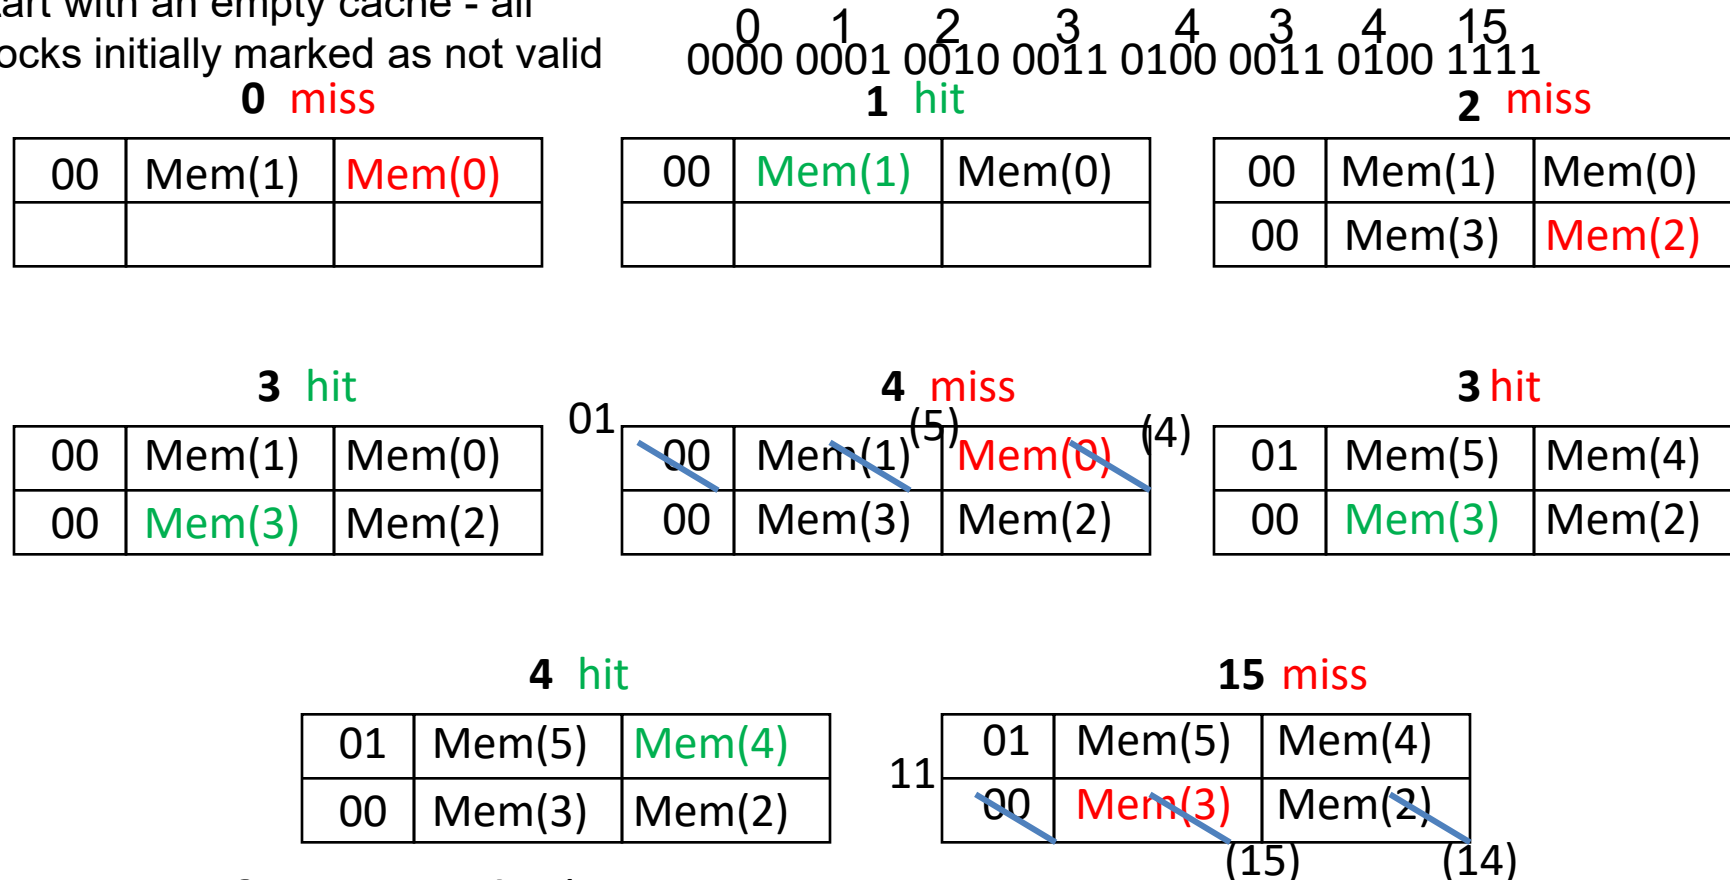 tart with an empty cache - all
ocks initially marked as not valid
0 1 2 3 4 3 4 15
0000 0001 0010 0011 0100 0011 0100 1111
0 miss
00 Mem(1) Mem(0)
1 hit
00 Mem(1) Mem(0)
2 miss
00 Mem(1) Mem(0)
00 Mem(3) Mem(2)
3 hit
00 Mem(1) Mem(0)
00 Mem(3) Mem(2)
4 miss
01 (5) (4)
00 Mem(1) Mem(0)
00 Mem(3) Mem(2)
3 hit
01 Mem(5) Mem(4)
00 Mem(3) Mem(2)
4 hit
01 Mem(5) Mem(4)
00 Mem(3) Mem(2)
15 miss
01 Mem(5) Mem(4)
11
00 Mem(3) Mem(2)
(15) (14)